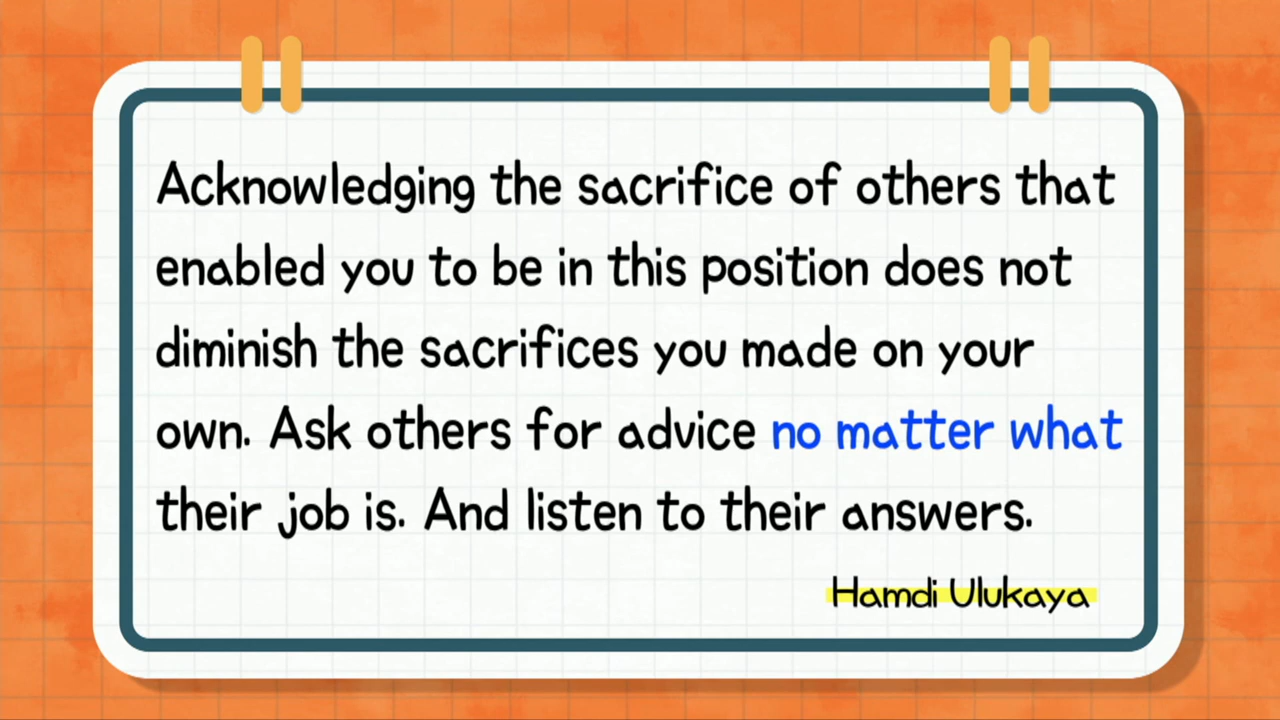 Acknowledging the sacrifice of others that
enabled you to be in this position does not
diminish the sacrifices you made on your
own. Ask others for advice no matter what
their job is. And listen to their answers.
Hamdi Ulukaya